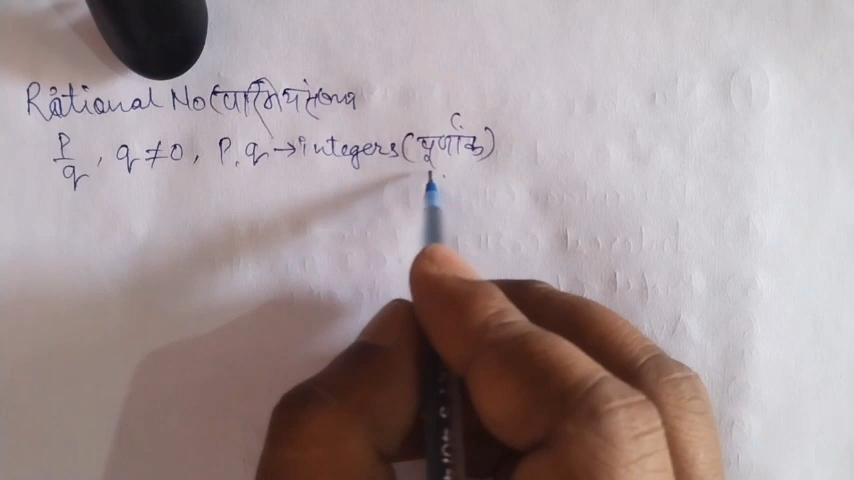 Rational No (परिमेय संख्या
P/q, q ≠ 0, P, q → integers (पूर्णांक)